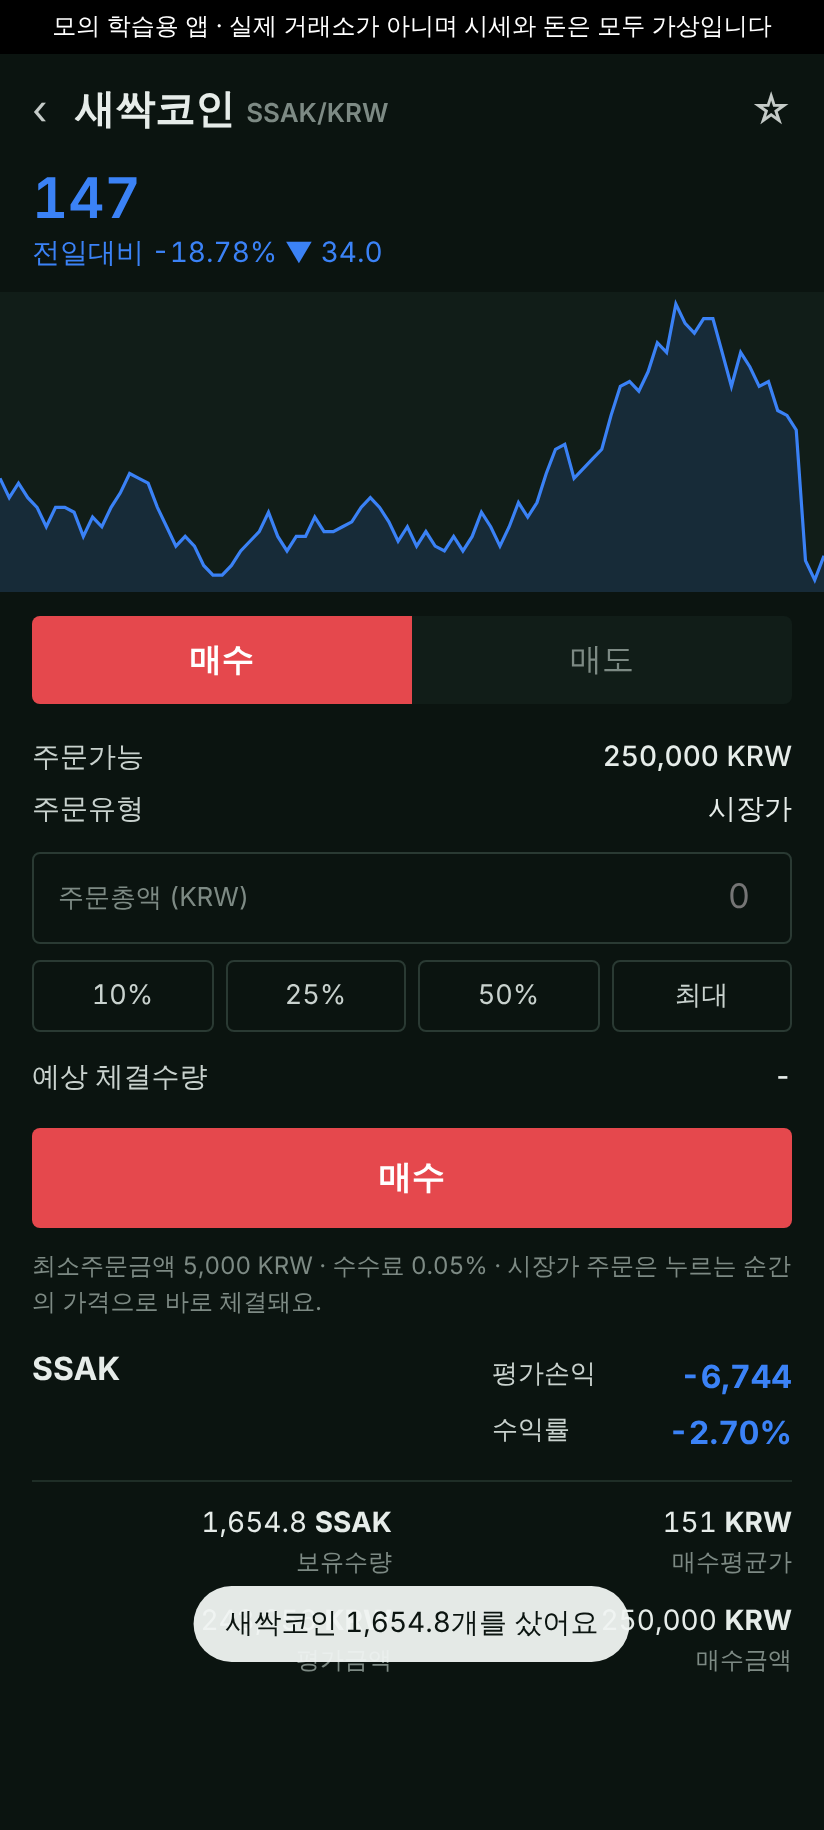 모의 학습용 앱 · 실제 거래소가 아니며 시세와 돈은 모두 가상입니다
‹ 새싹코인 SSAK/KRW ☆
147
전일대비 -18.78% ▼ 34.0
매수 매도
주문가능 250,000 KRW
주문유형 시장가
주문총액 (KRW) 0
10% 25% 50% 최대
예상 체결수량 -
매수
최소주문금액 5,000 KRW · 수수료 0.05% · 시장가 주문은 누르는 순간
의 가격으로 바로 체결돼요.
SSAK 평가손익 -6,744
수익률 -2.70%
1,654.8 SSAK 151 KRW
보유수량 매수평균가
새싹코인 1,654.8개를 샀어요 250,000 KRW
평가금액 매수금액